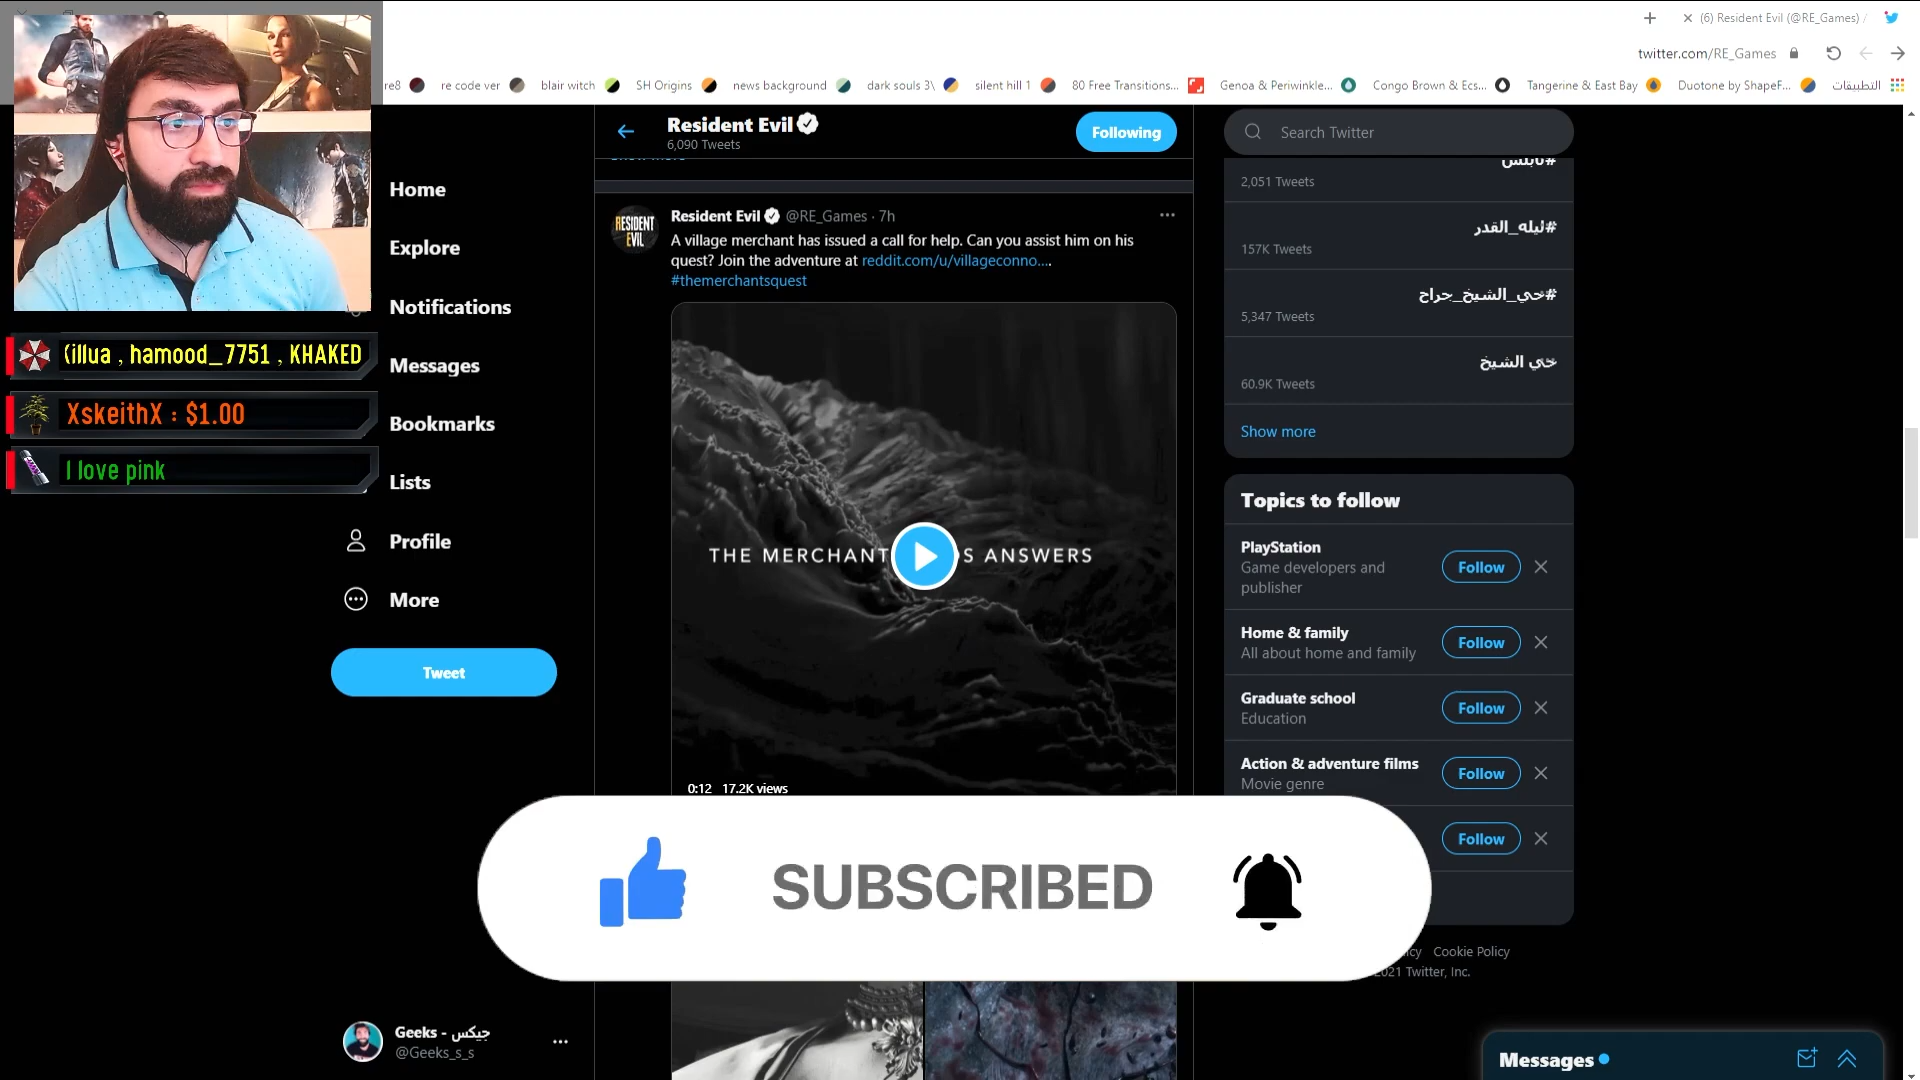 (6) Resident Evil (@RE_Games) /
twitter.com/RE_Games
re8
re code ver
blair witch
SH Origins
news background
dark souls 3\
silent hill 1
80 Free Transitions...
Genoa & Periwinkle...
Congo Brown & Ecs...
Tangerine & East Bay
Duotone by ShapeF...
التطبيقات
Resident Evil
6,090 Tweets
Following
Search Twitter
Home
Explore
Notifications
Messages
Bookmarks
Lists
Profile
More
Tweet
, hamood_7751 , KHAKED
XskeithX : $1.00
I love pink
Show more
RESIDENT EVIL
Resident Evil @RE_Games · 7h
A village merchant has issued a call for help. Can you assist him on his
quest? Join the adventure at reddit.com/u/villageconno....
#themerchantsquest
THE MERCHANT S ANSWERS
0:12 17.2K views
#نابلس
2,051 Tweets
#ليله_القدر
157K Tweets
#حي_الشيخ_جراح
5,347 Tweets
حي الشيخ
60.9K Tweets
Show more
Topics to follow
PlayStation
Game developers and
publisher
Follow
Home & family
All about home and family
Follow
Graduate school
Education
Follow
Action & adventure films
Movie genre
Follow
Follow
SUBSCRIBED
Cookie Policy
2021 Twitter, Inc.
Geeks - جيكس
@Geeks_s_s
Messages